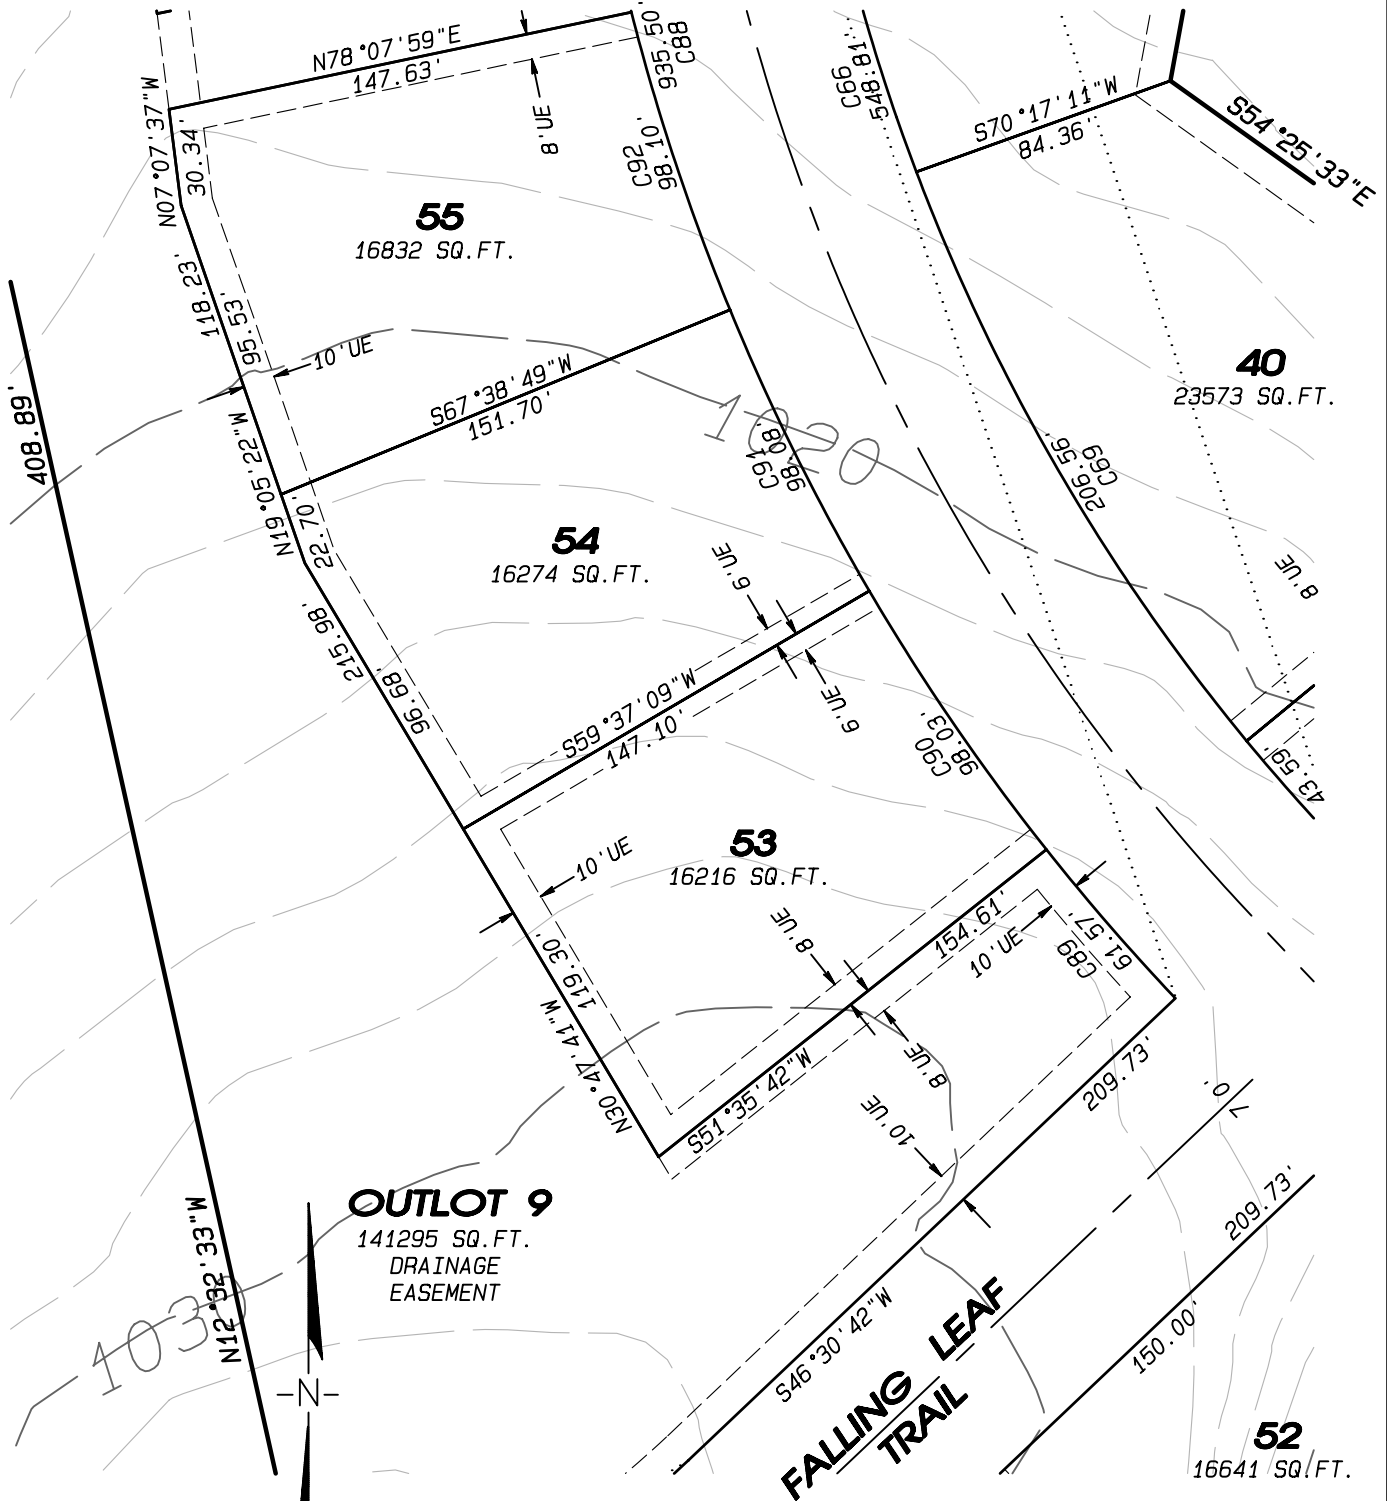 N78°07'59"E
147.63'
8'UE
935.50'
C88
C66
548.81'
S70°17'11"W
84.36'
S54°25'33"E
N07°07'37"W
30.34'
C92
98.10'
55
16832 SQ.FT.
118.23'
95.53'
10'UE
408.89'
S67°38'49"W
151.70'
40
23573 SQ.FT.
1020
C91
98.08'
206.56'
C69
N19°05'22"W
22.70'
54
16274 SQ.FT.
6'UE
8'UE
215.98'
96.68'
S59°37'09"W
147.10'
6'UE
C90
98.03'
43.59'
53
16216 SQ.FT.
10'UE
8'UE
154.61'
10'UE
61.57'
C89
119.30'
N30°47'41"W
S51°35'42"W
8'UE
10'UE
209.73'
70'
OUTLOT 9
141295 SQ.FT.
DRAINAGE
EASEMENT
N12°32'33"W
209.73'
S46°30'42"W
150.00'
FALLING LEAF
TRAIL
-N-
52
16641 SQ.FT.